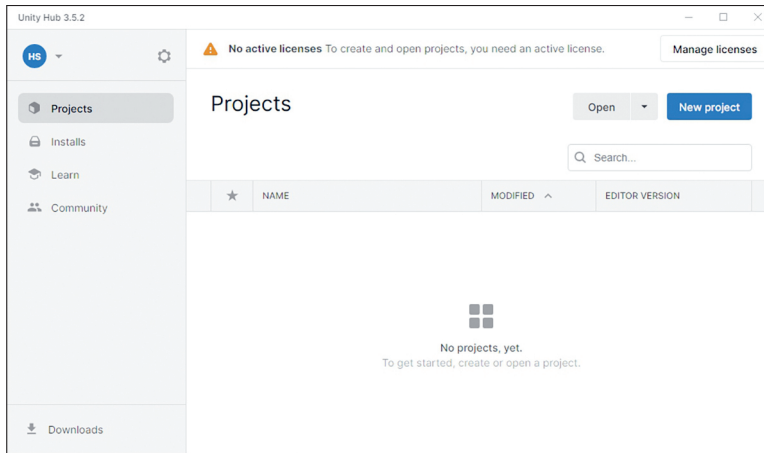 Unity Hub 3.5.2
HS
No active licenses To create and open projects, you need an active license.
Manage licenses
Projects
Installs
Learn
Community
Downloads
Projects
Open
New project
Search...
NAME MODIFIED EDITOR VERSION
No projects, yet.
To get started, create or open a project.